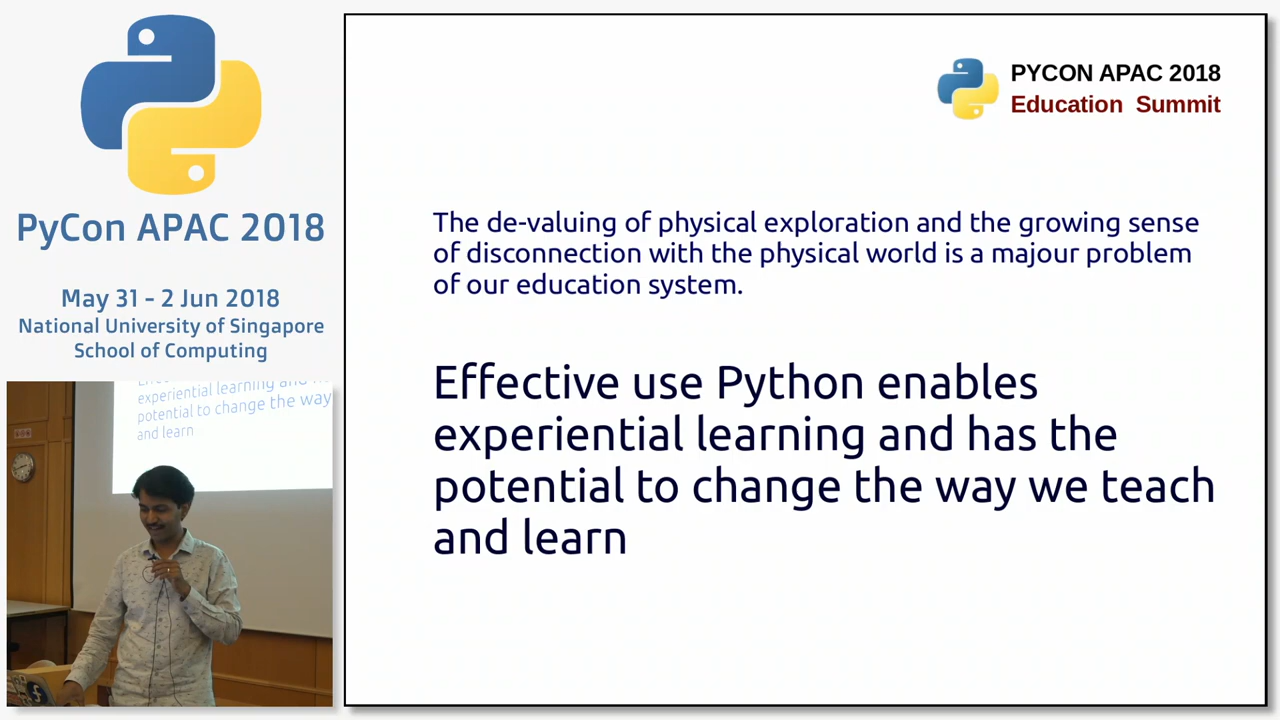 PyCon APAC 2018
May 31 - 2 Jun 2018
National University of Singapore
School of Computing
experiential learning and
potential to change the way
and learn
PYCON APAC 2018
Education Summit
The de-valuing of physical exploration and the growing sense
of disconnection with the physical world is a majour problem
of our education system.
Effective use Python enables
experiential learning and has the
potential to change the way we teach
and learn